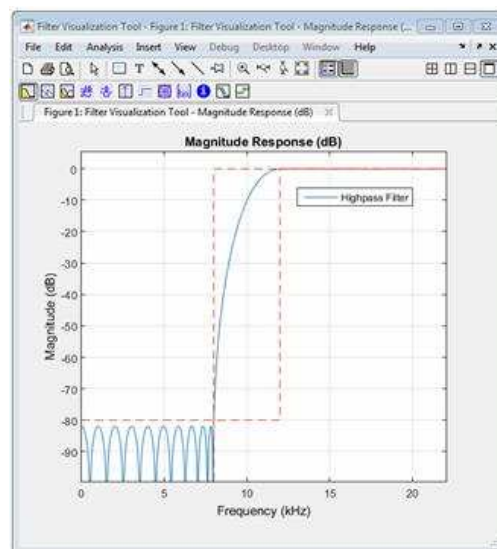 Filter Visualization Tool - Figure 1: Filter Visualization Tool - Magnitude Response (...
File Edit Analysis Insert View Debug Desktop Window Help
Figure 1: Filter Visualization Tool - Magnitude Response (dB)
Magnitude Response (dB)
0
-10
-20
-30
-40
-50
-60
-70
-80
-90
Magnitude (dB)
Highpass Filter
0 5 10 15 20
Frequency (kHz)